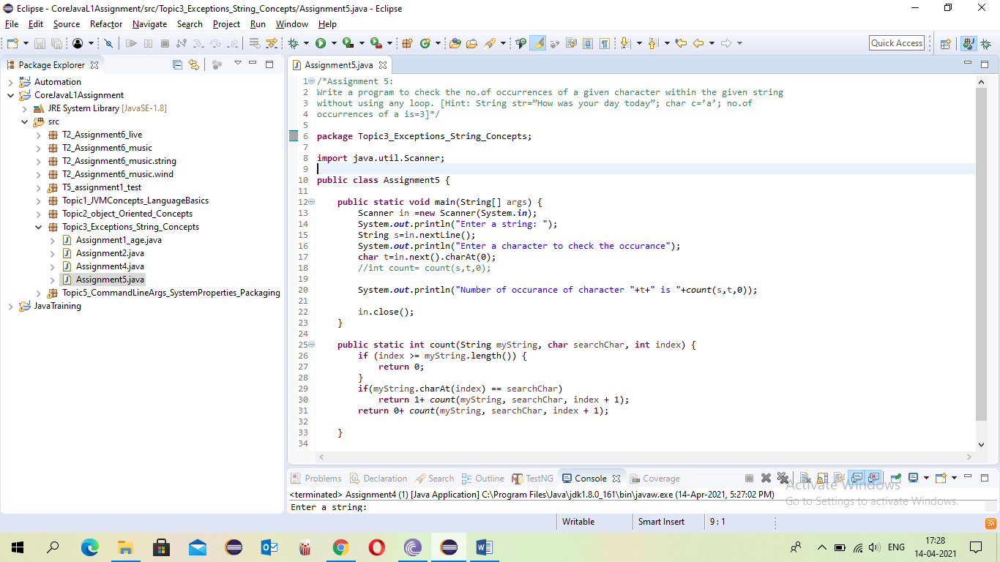 Eclipse - CoreJavaL1Assignment/src/Topic3_Exceptions_String_Concepts/Assignment5.java - Eclipse
File Edit Source Refactor Navigate Search Project Run Window Help
Quick Access
Package Explorer
Automation
CoreJavaL1Assignment
JRE System Library [JavaSE-1.8]
src
T2_Assignment6_live
T2_Assignment6_music
T2_Assignment6_music.string
T2_Assignment6_music.wind
T5_assignment1_test
Topic1_JVMConcepts_LanguageBasics
Topic2_object_Oriented_Concepts
Topic3_Exceptions_String_Concepts
Assignment1_age.java
Assignment2.java
Assignment4.java
Assignment5.java
Topic5_CommandLineArgs_SystemProperties_Packaging
JavaTraining
Assignment5.java
1 /*Assignment 5:
2 Write a program to check the no.of occurrences of a given character within the given string
3 without using any loop. [Hint: String str=”How was your day today”; char c=’a’; no.of
4 occurrences of a is=3]*/
5
6 package Topic3_Exceptions_String_Concepts;
7
8 import java.util.Scanner;
9
10 public class Assignment5 {
11
12 public static void main(String[] args) {
13 Scanner in =new Scanner(System.in);
14 System.out.println("Enter a string: ");
15 String s=in.nextLine();
16 System.out.println("Enter a character to check the occurance");
17 char t=in.next().charAt(0);
18 //int count= count(s,t,0);
19
20 System.out.println("Number of occurance of character "+t+" is "+count(s,t,0));
21
22 in.close();
23 }
24
25 public static int count(String myString, char searchChar, int index) {
26 if (index >= myString.length()) {
27 return 0;
28 }
29 if(myString.charAt(index) == searchChar)
30 return 1+ count(myString, searchChar, index + 1);
31 return 0+ count(myString, searchChar, index + 1);
32
33 }
34
Problems Declaration Search Outline TestNG Console Coverage
<terminated> Assignment4 (1) [Java Application] C:\Program Files\Java\jdk1.8.0_161\bin\javaw.exe (14-Apr-2021, 5:27:02 PM)
Enter a string:
Activate Windows
Go to Settings to activate Windows.
Writable Smart Insert 9 : 1
ENG
17:28
14-04-2021